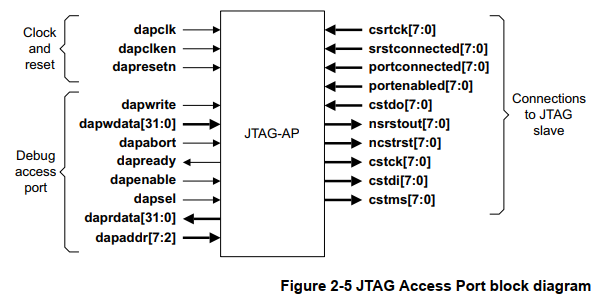 Clock
and
reset
dapclk
dapclken
dapresetn
Debug
access
port
dapwrite
dapwdata[31:0]
dapabort
dapready
dapenable
dapsel
daprdata[31:0]
dapaddr[7:2]
JTAG-AP
csrtck[7:0]
srstconnected[7:0]
portconnected[7:0]
portenabled[7:0]
cstdo[7:0]
nsrstout[7:0]
ncstrst[7:0]
cstck[7:0]
cstdi[7:0]
cstms[7:0]
Connections
to JTAG
slave
Figure 2-5 JTAG Access Port block diagram